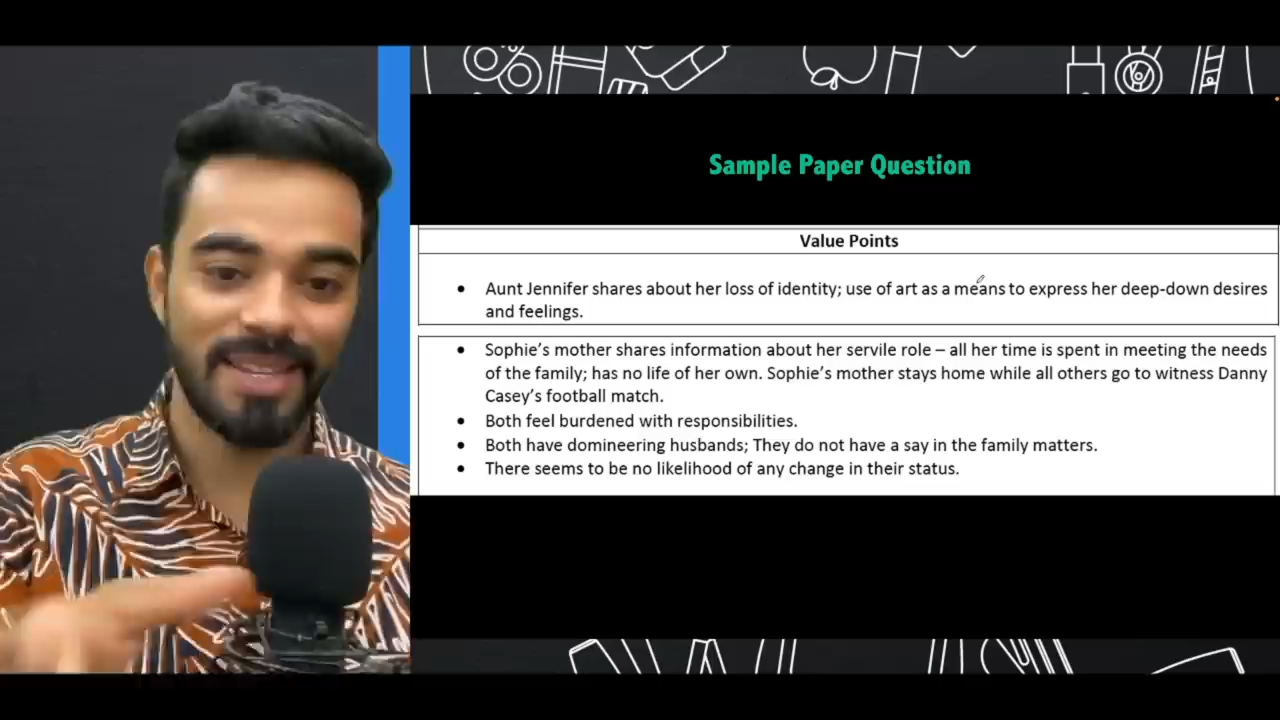 Sample Paper Question
Value Points
• Aunt Jennifer shares about her loss of identity; use of art as a means to express her deep-down desires
and feelings.
• Sophie’s mother shares information about her servile role – all her time is spent in meeting the needs
of the family; has no life of her own. Sophie’s mother stays home while all others go to witness Danny
Casey’s football match.
• Both feel burdened with responsibilities.
• Both have domineering husbands; They do not have a say in the family matters.
• There seems to be no likelihood of any change in their status.